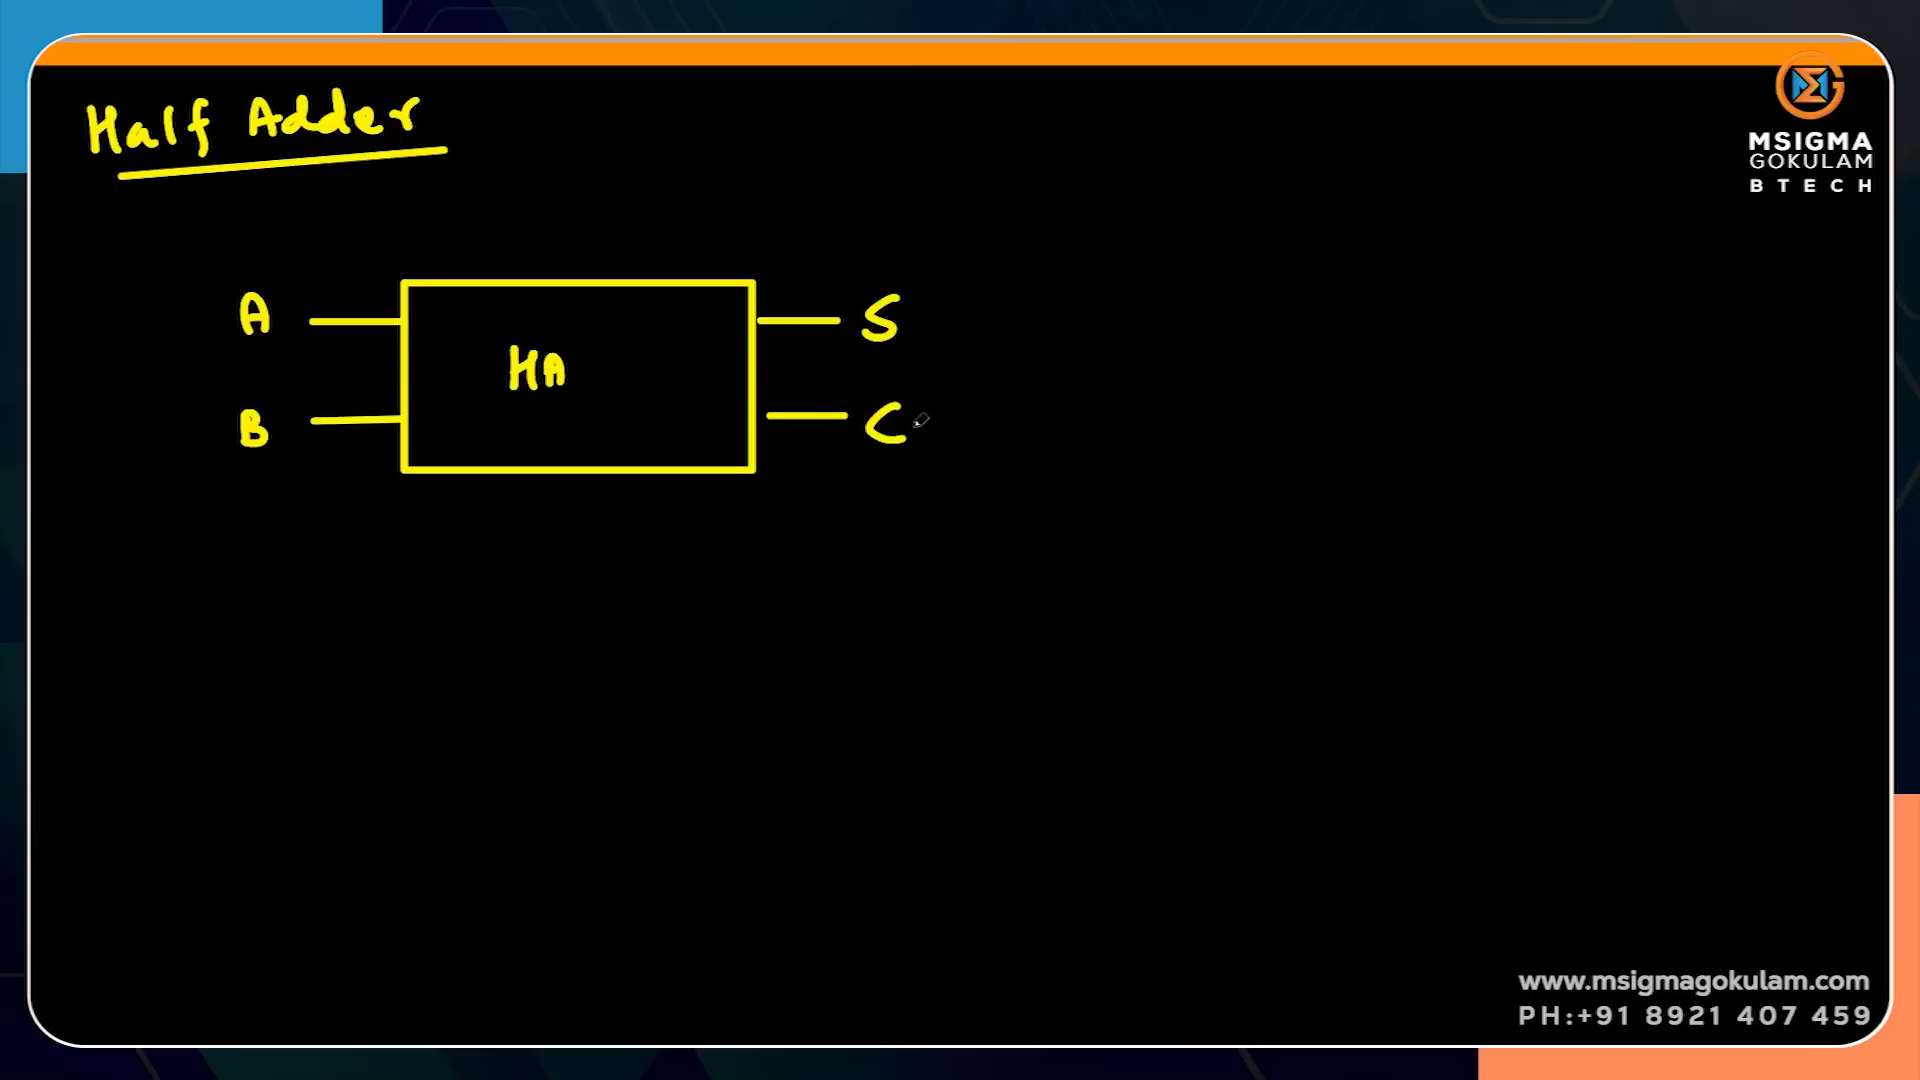 Half Adder
MSIGMA
GOKULAM
BTECH
A
S
HA
B
C
www.msigmagokulam.com
PH:+91 8921 407 459